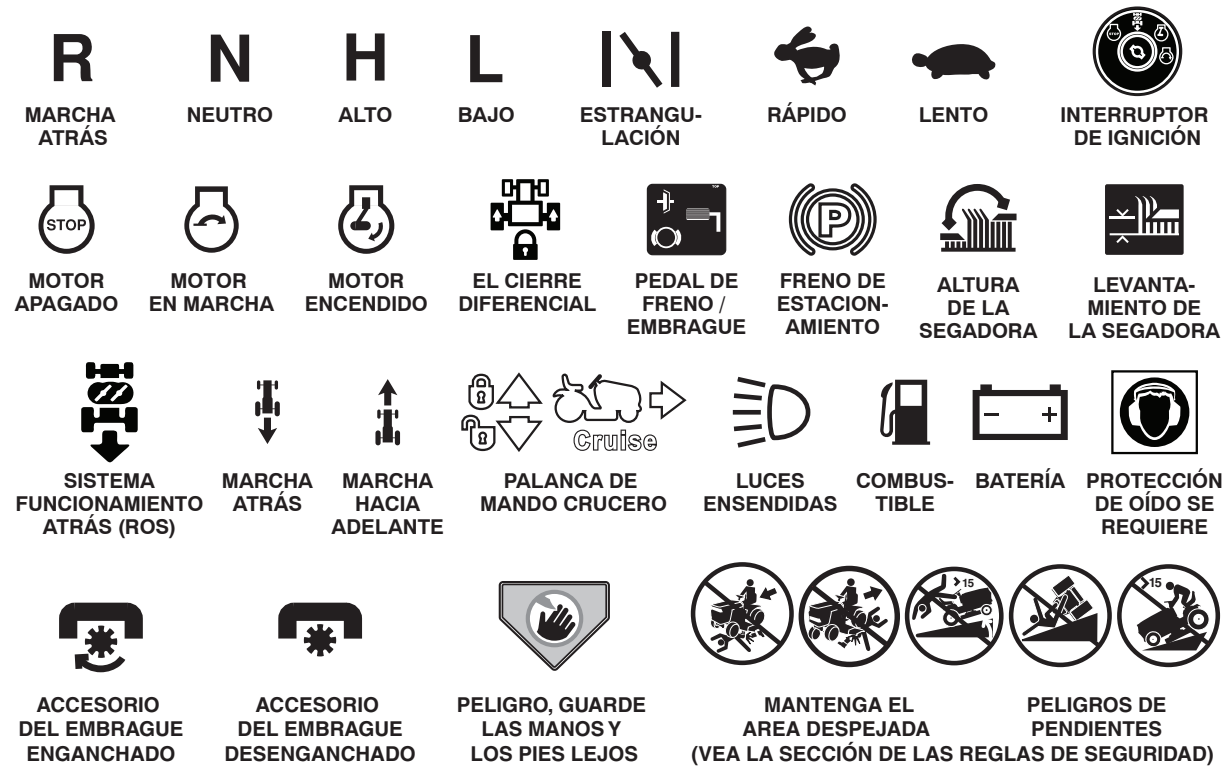 R N H L
MARCHA ATRÁS
NEUTRO
ALTO
BAJO
ESTRANGU-
LACIÓN
RÁPIDO
LENTO
STOP
INTERRUPTOR
DE IGNICIÓN
STOP
MOTOR
APAGADO
MOTOR
EN MARCHA
MOTOR
ENCENDIDO
EL CIERRE
DIFERENCIAL
TOP
PEDAL DE
FRENO /
EMBRAGUE
P
FRENO DE
ESTACION-
AMIENTO
ALTURA
DE LA
SEGADORA
LEVANTA-
MIENTO DE
LA SEGADORA
SISTEMA
FUNCIONAMIENTO
ATRÁS (ROS)
MARCHA
ATRÁS
MARCHA
HACIA
ADELANTE
Cruise
PALANCA DE
MANDO CRUCERO
LUCES
ENSENDIDAS
COMBUS-
TIBLE
- +
BATERÍA
PROTECCIÓN
DE OÍDO SE
REQUIERE
ACCESORIO
DEL EMBRAGUE
ENGANCHADO
ACCESORIO
DEL EMBRAGUE
DESENGANCHADO
PELIGRO, GUARDE
LAS MANOS Y
LOS PIES LEJOS
>15
>15
MANTENGA EL
AREA DESPEJADA
PELIGROS DE
PENDIENTES
(VEA LA SECCIÓN DE LAS REGLAS DE SEGURIDAD)